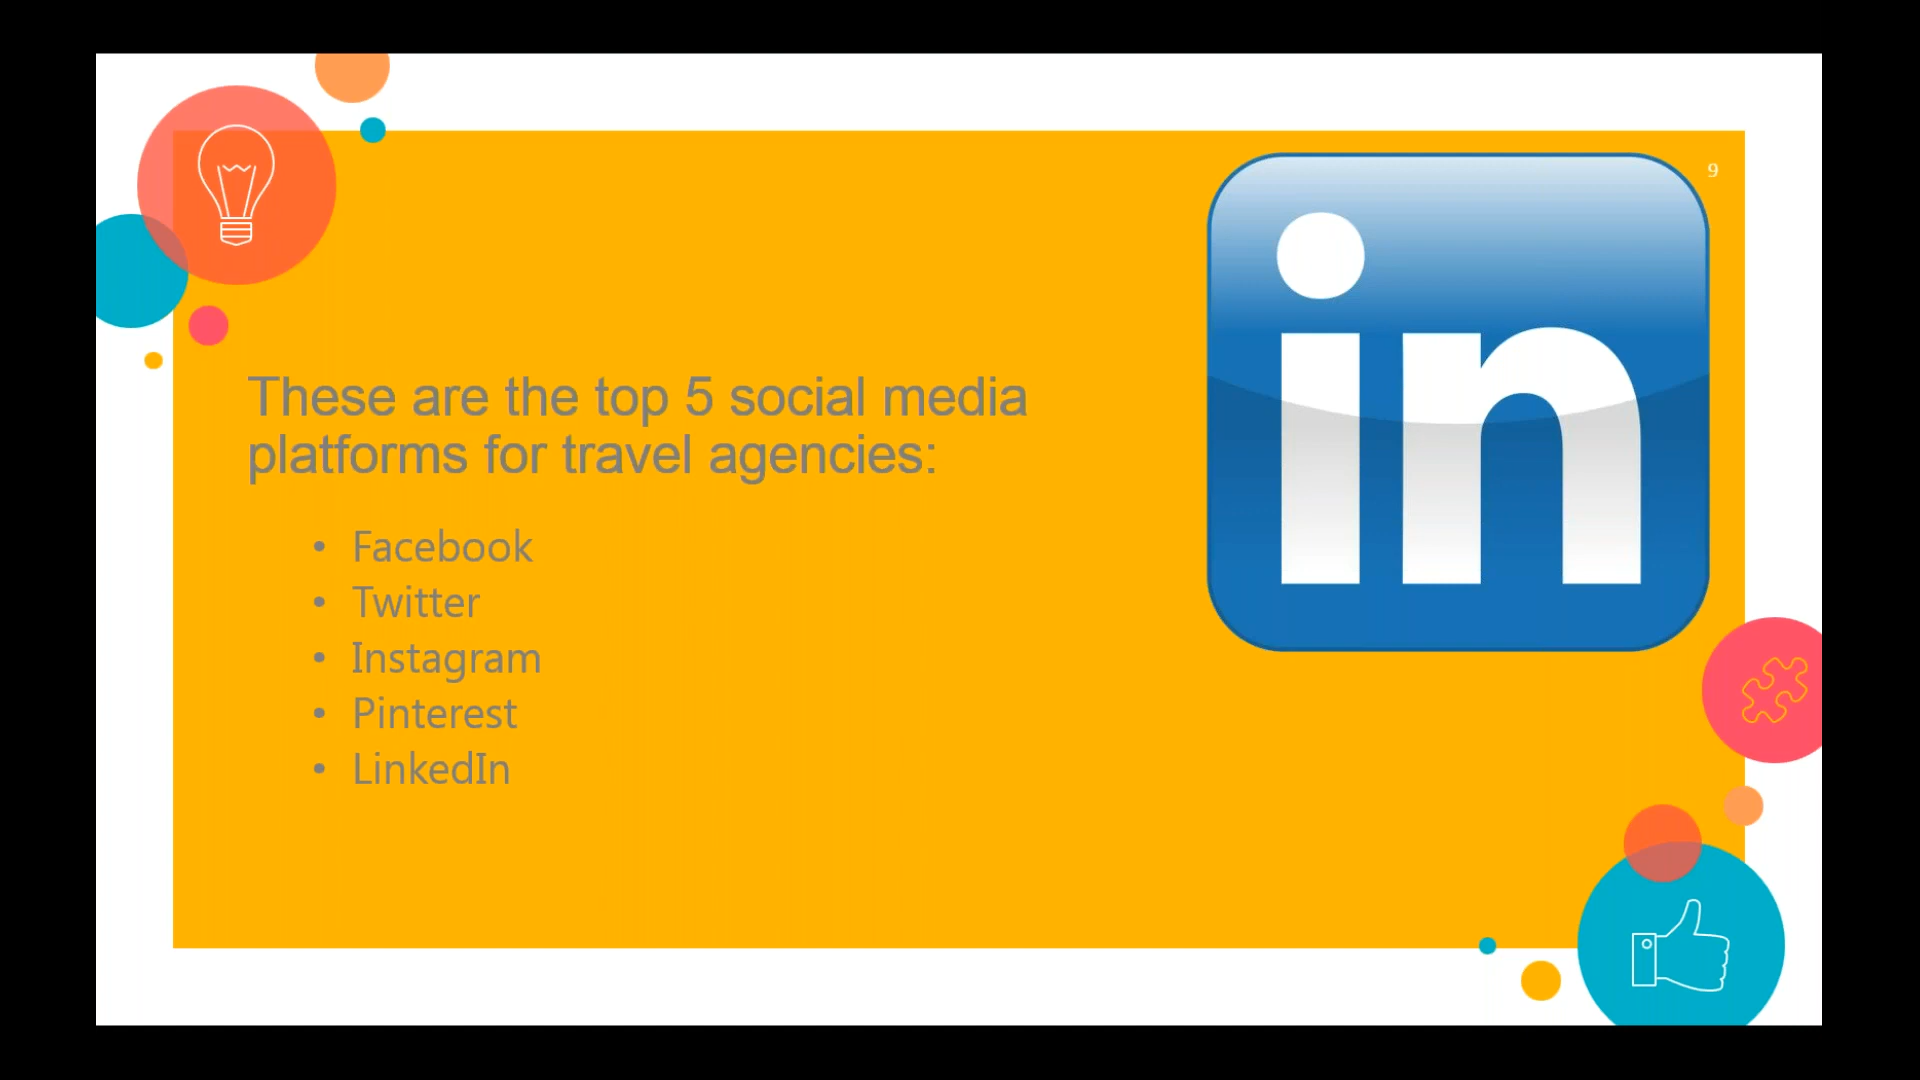 9
in
These are the top 5 social media
platforms for travel agencies:
• Facebook
• Twitter
• Instagram
• Pinterest
• LinkedIn